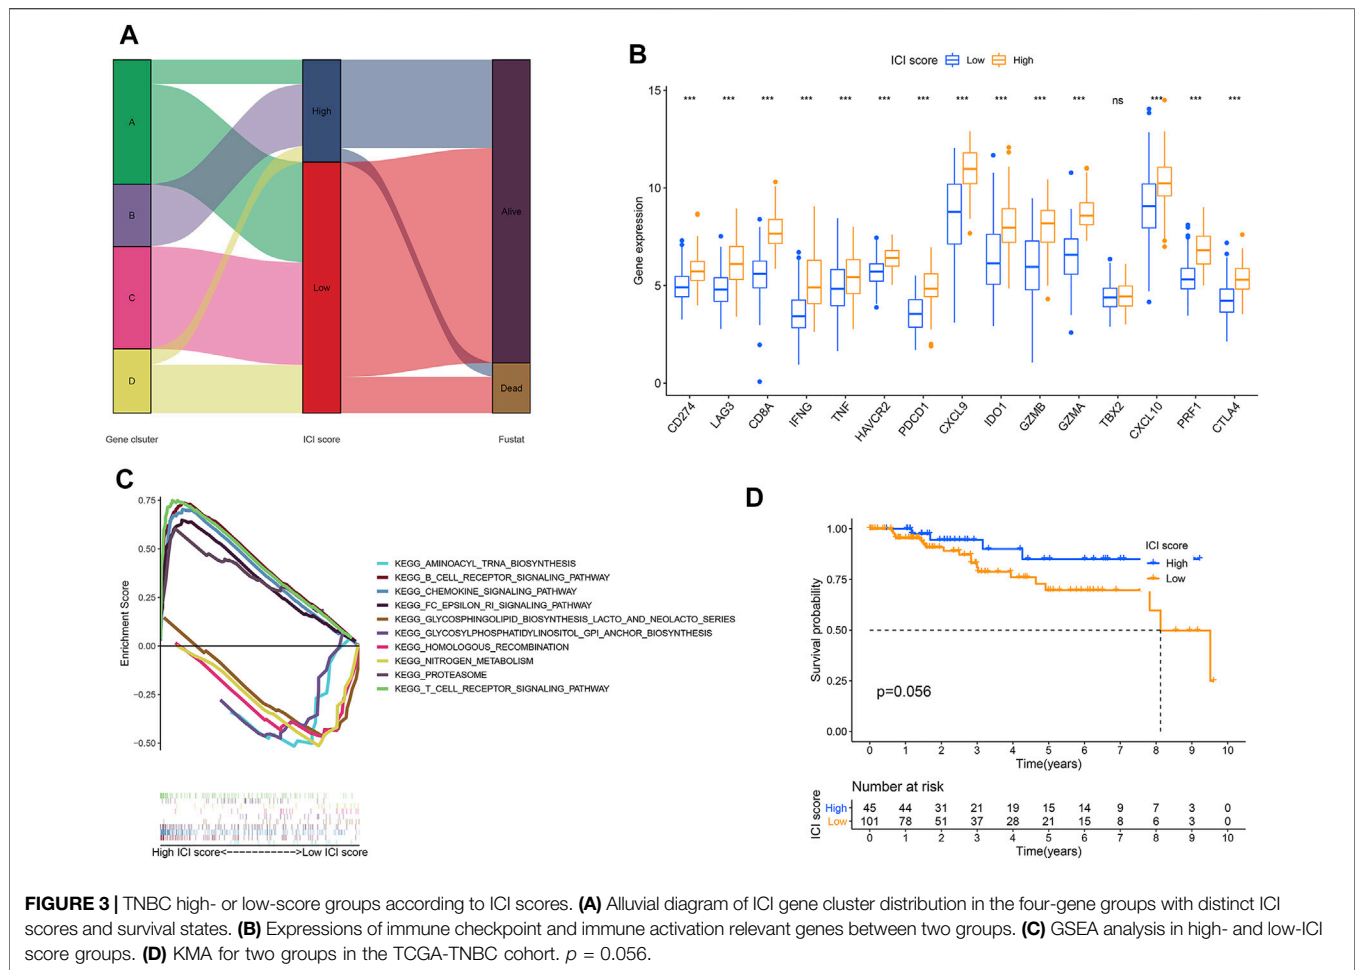 A
A
B
C
D
High
Low
Alive
Dead
Gene clsuter
ICI score
Fustat
B
ICI score Low High
Gene expression
15
10
5
0
*** *** *** *** *** *** *** *** *** *** *** ns *** *** ***
CD274 LAG3 CD8A IFNG TNF HAVCR2 PDCD1 CXCL9 IDO1 GZMB GZMA TBX2 CXCL10 PRF1 CTLA4
C
Enrichment Score
0.75
0.50
0.25
0.00
−0.25
−0.50
KEGG_AMINOACYL_TRNA_BIOSYNTHESIS
KEGG_B_CELL_RECEPTOR_SIGNALING_PATHWAY
KEGG_CHEMOKINE_SIGNALING_PATHWAY
KEGG_FC_EPSILON_RI_SIGNALING_PATHWAY
KEGG_GLYCOSPHINGOLIPID_BIOSYNTHESIS_LACTO_AND_NEOLACTO_SERIES
KEGG_GLYCOSYLPHOSPHATIDYLINOSITOL_GPI_ANCHOR_BIOSYNTHESIS
KEGG_HOMOLOGOUS_RECOMBINATION
KEGG_NITROGEN_METABOLISM
KEGG_PROTEASOME
KEGG_T_CELL_RECEPTOR_SIGNALING_PATHWAY
High ICI score<------------>Low ICI score
D
Survival probability
1.00
0.75
0.50
0.25
0.00
ICI score
High
Low
p=0.056
0 1 2 3 4 5 6 7 8 9 10
Time(years)
Number at risk
ICI score
High 45 44 31 21 19 15 14 9 7 3 0
Low 101 78 51 37 28 21 15 8 6 3 0
0 1 2 3 4 5 6 7 8 9 10
Time(years)
FIGURE 3 | TNBC high- or low-score groups according to ICI scores. (A) Alluvial diagram of ICI gene cluster distribution in the four-gene groups with distinct ICI
scores and survival states. (B) Expressions of immune checkpoint and immune activation relevant genes between two groups. (C) GSEA analysis in high- and low-ICI
score groups. (D) KMA for two groups in the TCGA-TNBC cohort. p = 0.056.